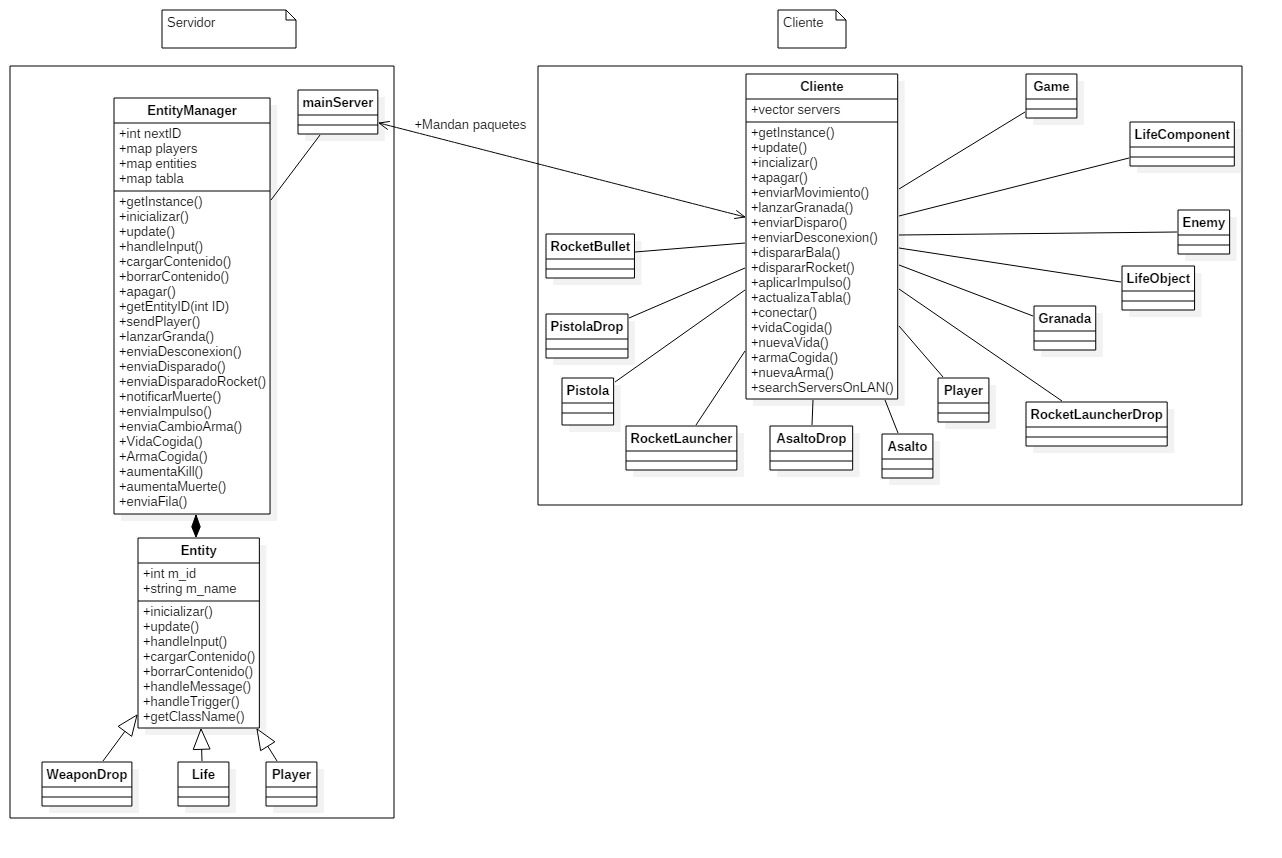 Servidor
Cliente
EntityManager
+int nextID
+map players
+map entities
+map tabla
+getInstance()
+inicializar()
+update()
+handleInput()
+cargarContenido()
+borrarContenido()
+apagar()
+getEntityID(int ID)
+sendPlayer()
+lanzarGranda()
+enviaDesconexion()
+enviaDisparado()
+enviaDisparadoRocket()
+notificarMuerte()
+enviaImpulso()
+enviaCambioArma()
+VidaCogida()
+ArmaCogida()
+aumentaKill()
+aumentaMuerte()
+enviaFila()
mainServer
+Mandan paquetes
Entity
+int m_id
+string m_name
+inicializar()
+update()
+handleInput()
+cargarContenido()
+borrarContenido()
+handleMessage()
+handleTrigger()
+getClassName()
WeaponDrop
Life
Player
Cliente
+vector servers
+getInstance()
+update()
+incializar()
+apagar()
+enviarMovimiento()
+lanzarGranada()
+enviarDisparo()
+enviarDesconexion()
+dispararBala()
+dispararRocket()
+aplicarImpulso()
+actualizaTabla()
+conectar()
+vidaCogida()
+nuevaVida()
+armaCogida()
+nuevaArma()
+searchServersOnLAN()
Game
LifeComponent
Enemy
LifeObject
Granada
RocketBullet
PistolaDrop
Pistola
RocketLauncher
AsaltoDrop
Asalto
Player
RocketLauncherDrop